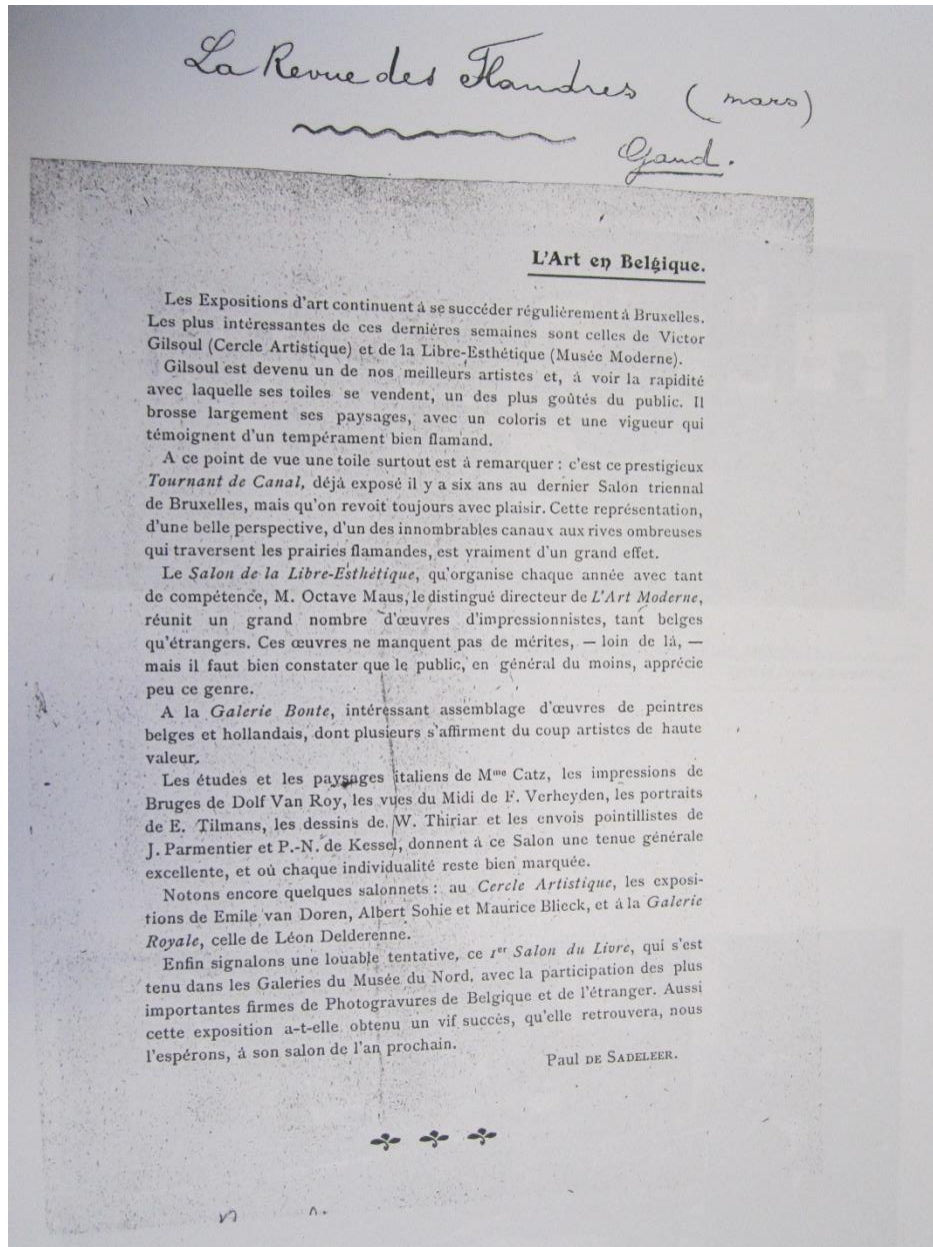 La Revue des Flandres (mars)
Gand.
L'Art en Belgique.
Les Expositions d'art continuent à se succéder régulièrement à Bruxelles.
Les plus intéressantes de ces dernières semaines sont celles de Victor
Gilsoul (Cercle Artistique) et de la Libre-Esthétique (Musée Moderne).
Gilsoul est devenu un de nos meilleurs artistes et, à voir la rapidité
avec laquelle ses toiles se vendent, un des plus goûtés du public. Il
brosse largement ses paysages, avec un coloris et une vigueur qui
témoignent d'un tempérament bien flamand.
A ce point de vue une toile surtout est à remarquer : c'est ce prestigieux
Tournant de Canal, déjà exposé il y a six ans au dernier Salon triennal
de Bruxelles, mais qu'on revoit toujours avec plaisir. Cette représentation,
d'une belle perspective, d'un des innombrables canaux aux rives ombreuses
qui traversent les prairies flamandes, est vraiment d'un grand effet.
Le Salon de la Libre-Esthétique, qu'organise chaque année avec tant
de compétence, M. Octave Maus, le distingué directeur de L'Art Moderne,
réunit un grand nombre d'œuvres d'impressionnistes, tant belges
qu'étrangers. Ces œuvres ne manquent pas de mérites, — loin de là, —
mais il faut bien constater que le public, en général du moins, apprécie
peu ce genre.
A la Galerie Bonte, intéressant assemblage d'œuvres de peintres
belges et hollandais, dont plusieurs s'affirment du coup artistes de haute
valeur.
Les études et les paysages italiens de Mme Catz, les impressions de
Bruges de Dolf Van Roy, les vues du Midi de F. Verheyden, les portraits
de E. Tilmans, les dessins de W. Thiriar et les envois pointillistes de
J. Parmentier et P.-N. de Kessel, donnent à ce Salon une tenue générale
excellente, et où chaque individualité reste bien marquée.
Notons encore quelques salonnets : au Cercle Artistique, les exposi-
tions de Emile van Doren, Albert Sohie et Maurice Blieck, et à la Galerie
Royale, celle de Léon Delderenne.
Enfin signalons une louable tentative, ce 1er Salon du Livre, qui s'est
tenu dans les Galeries du Musée du Nord, avec la participation des plus
importantes firmes de Photogravures de Belgique et de l'étranger. Aussi
cette exposition a-t-elle obtenu un vif succès, qu'elle retrouvera, nous
l'espérons, à son salon de l'an prochain.
Paul DE SADELEER.